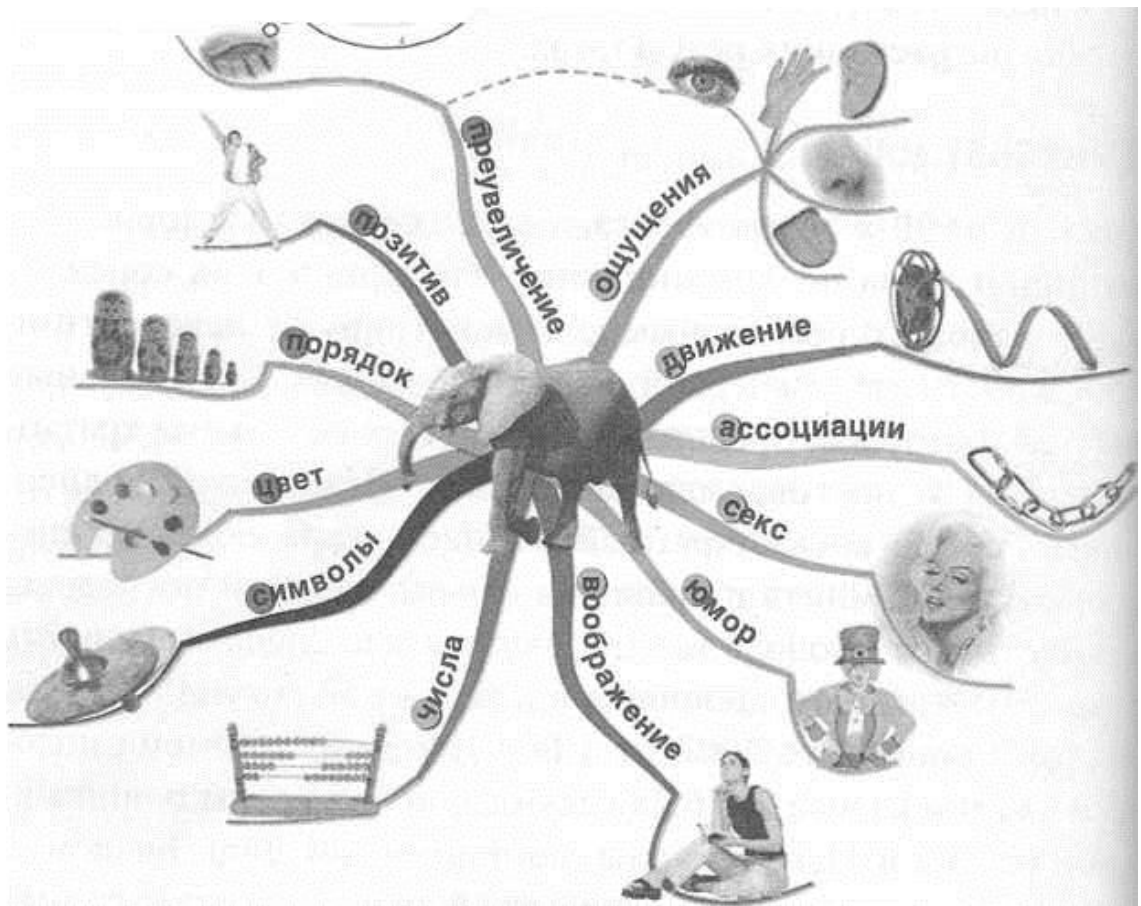 преувеличение
ощущения
позитив
движение
порядок
ассоциации
цвет
секс
символы
юмор
числа
воображение